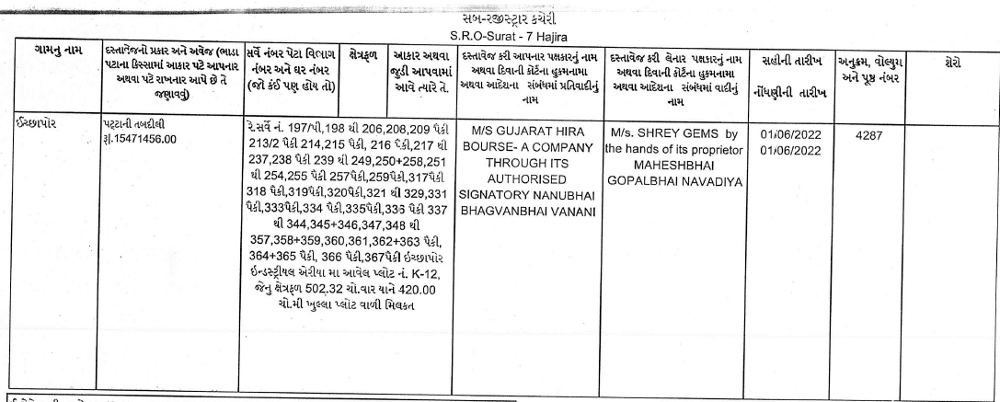 સબ-રજીસ્ટ્રાર કચેરી
S.R.O-Surat - 7 Hajira
ગામનુ નામ
દસ્તાવેજનો પ્રકાર અને અવેજ (ભાડા
પટાના કિસ્સામાં આકાર પટે આપનાર
અથવા પટે રાખનાર આપે છે તે
જણાવવું)
સર્વે નંબર પેટા વિભાગ
નંબર અને ઘર નંબર
(જો કંઈ પણ હોય તો)
ક્ષેત્રફળ
આકાર અથવા
જુડી આપવામાં
આવે ત્યારે તે.
દસ્તાવેજ કરી આપનાર પક્ષકારનું નામ
અથવા દિવાની કોર્ટના હુકમનામા
અથવા આદેશના સંબંધમાં પ્રતિવાદીનું
નામ
દસ્તાવેજ કરી લેનાર પક્ષકારનું નામ
અથવા દિવાની કોર્ટના હુકમનામા
અથવા આદેશના સંબંધમાં વાદીનું
નામ
સહીની તારીખ
નોંધણીની તારીખ
અનુક્રમ, વોલ્યુમ
અને પૃષ્ઠ નંબર
શેરો
ઈચ્છાપોર
પટ્ટાની તબદીલી
રૂા.15471456.00
રે.સર્વે નં. 197/પી,198 થી 206,208,209 પૈકી
213/2 પૈકી 214,215 પૈકી, 216 પૈકી,217 થી
237,238 પૈકી 239 થી 249,250+258,251
થી 254,255 પૈકી 257પૈકી,259પૈકી,317પૈકી
318 પૈકી,319પૈકી,320પૈકી,321 થી 329,331
પૈકી,333પૈકી,334 પૈકી,335પૈકી,336 પૈકી 337
થી 344,345+346,347,348 થી
357,358+359,360,361,362+363 પૈકી,
364+365 પૈકી, 366 પૈકી,367પૈકી ઇચ્છાપોર
ઇન્ડસ્ટ્રીયલ એરીયા મા આવેલ પ્લોટ નં. K-12,
જેનુ ક્ષેત્રફળ 502.32 ચો.વાર યાને 420.00
ચો.મી ખુલ્લા પ્લોટ વાળી મિલકત
M/S GUJARAT HIRA
BOURSE- A COMPANY
THROUGH ITS
AUTHORISED
SIGNATORY NANUBHAI
BHAGVANBHAI VANANI
M/s. SHREY GEMS by
the hands of its proprietor
MAHESHBHAI
GOPALBHAI NAVADIYA
01/06/2022
01/06/2022
4287